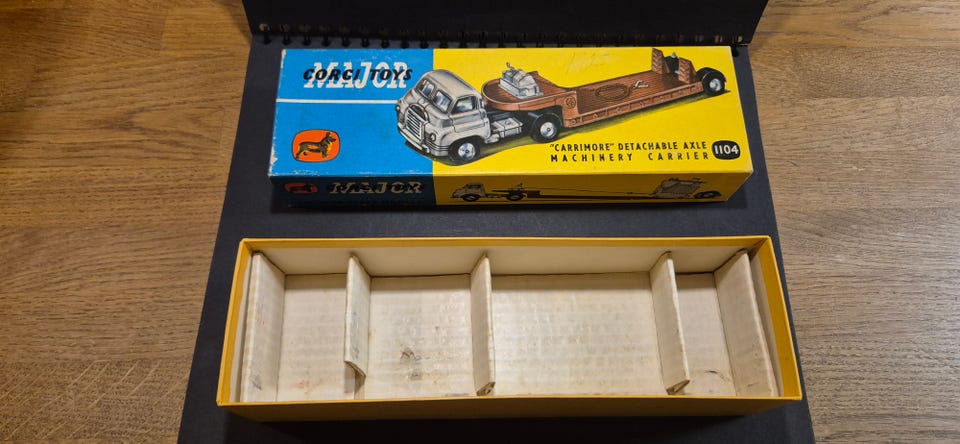 CORGI TOYS
MAJOR
"CARRIMORE" DETACHABLE AXLE
MACHINERY CARRIER 1104
MAJOR